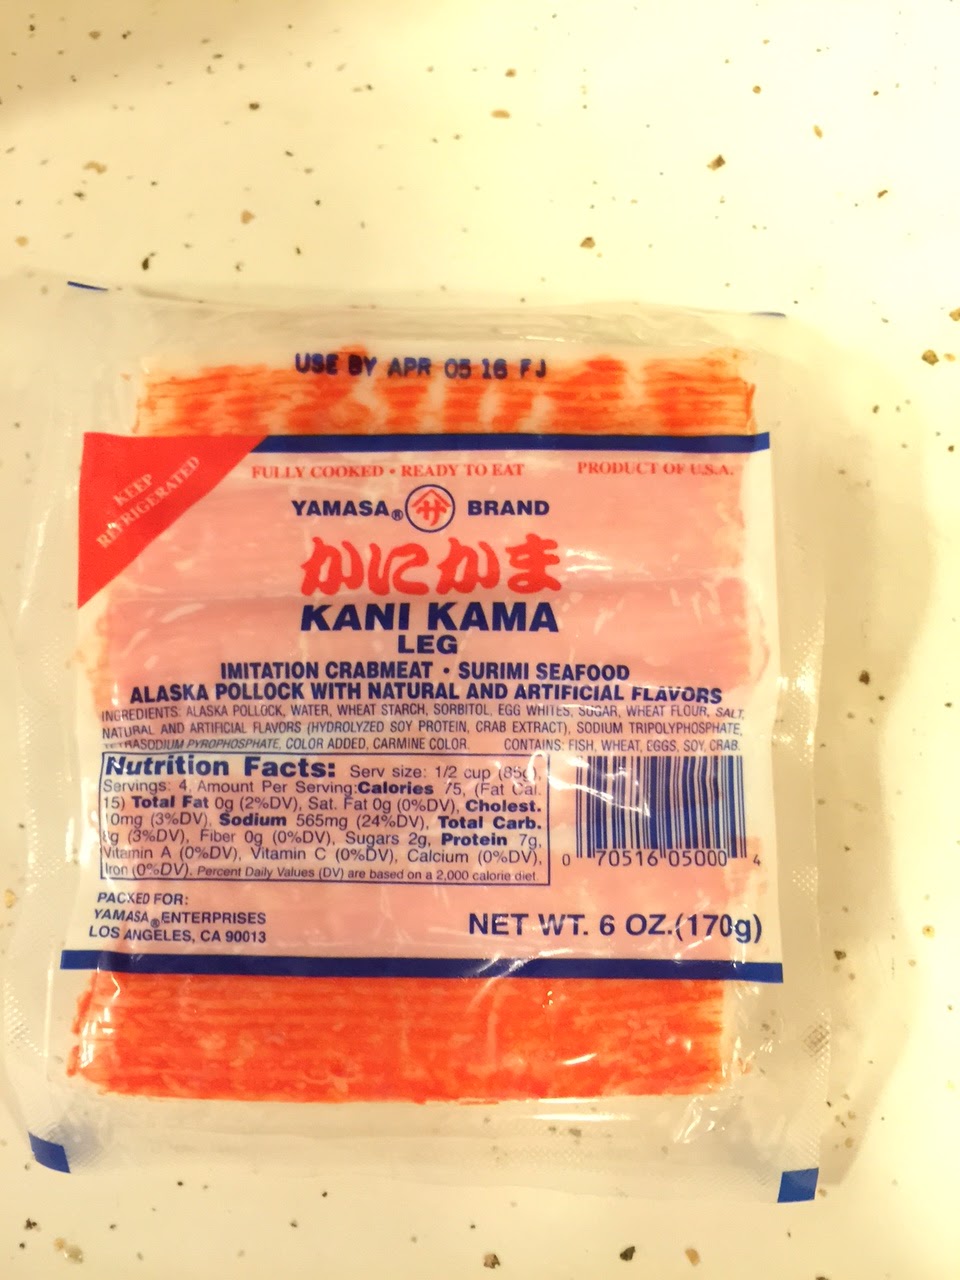 USE BY APR 05 16 FJ
KEEP
REFRIGERATED
FULLY COOKED • READY TO EAT
PRODUCT OF U.S.A.
YAMASA® サ BRAND
かにかま
KANI KAMA
LEG
IMITATION CRABMEAT • SURIMI SEAFOOD
ALASKA POLLOCK WITH NATURAL AND ARTIFICIAL FLAVORS
INGREDIENTS: ALASKA POLLOCK, WATER, WHEAT STARCH, SORBITOL, EGG WHITES, SUGAR, WHEAT FLOUR, SALT,
NATURAL AND ARTIFICIAL FLAVORS (HYDROLYZED SOY PROTEIN, CRAB EXTRACT), SODIUM TRIPOLYPHOSPHATE,
TETRASODIUM PYROPHOSPHATE, COLOR ADDED, CARMINE COLOR. CONTAINS: FISH, WHEAT, EGGS, SOY, CRAB.
Nutrition Facts: Serv size: 1/2 cup (85g),
Servings: 4, Amount Per Serving: Calories 75, (Fat Cal.
15) Total Fat 0g (2%DV), Sat. Fat 0g (0%DV), Cholest.
10mg (3%DV), Sodium 565mg (24%DV), Total Carb.
8g (3%DV), Fiber 0g (0%DV), Sugars 2g, Protein 7g,
Vitamin A (0%DV), Vitamin C (0%DV), Calcium (0%DV),
Iron (0%DV). Percent Daily Values (DV) are based on a 2,000 calorie diet.
0 70516 05000 4
PACKED FOR:
YAMASA® ENTERPRISES
LOS ANGELES, CA 90013
NET WT. 6 OZ.(170g)